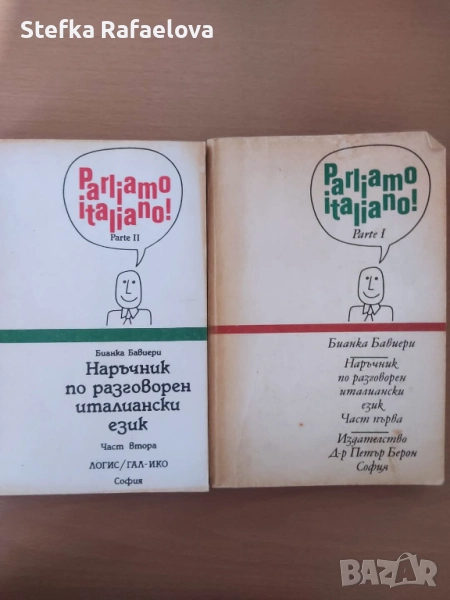 Stefka Rafaelova
Parliamo
italiano!
Parte II
Бианка Бавиери
Наръчник
по разговорен
италиански
език
Част втора
ЛОГИС/ГАЛ-ИКО
София
Parliamo
italiano!
Parte I
Бианка Бавиери
Наръчник
по разговорен
италиански
език
Част първа
Издателство
Д-р Петър Берон
София
BAZAR